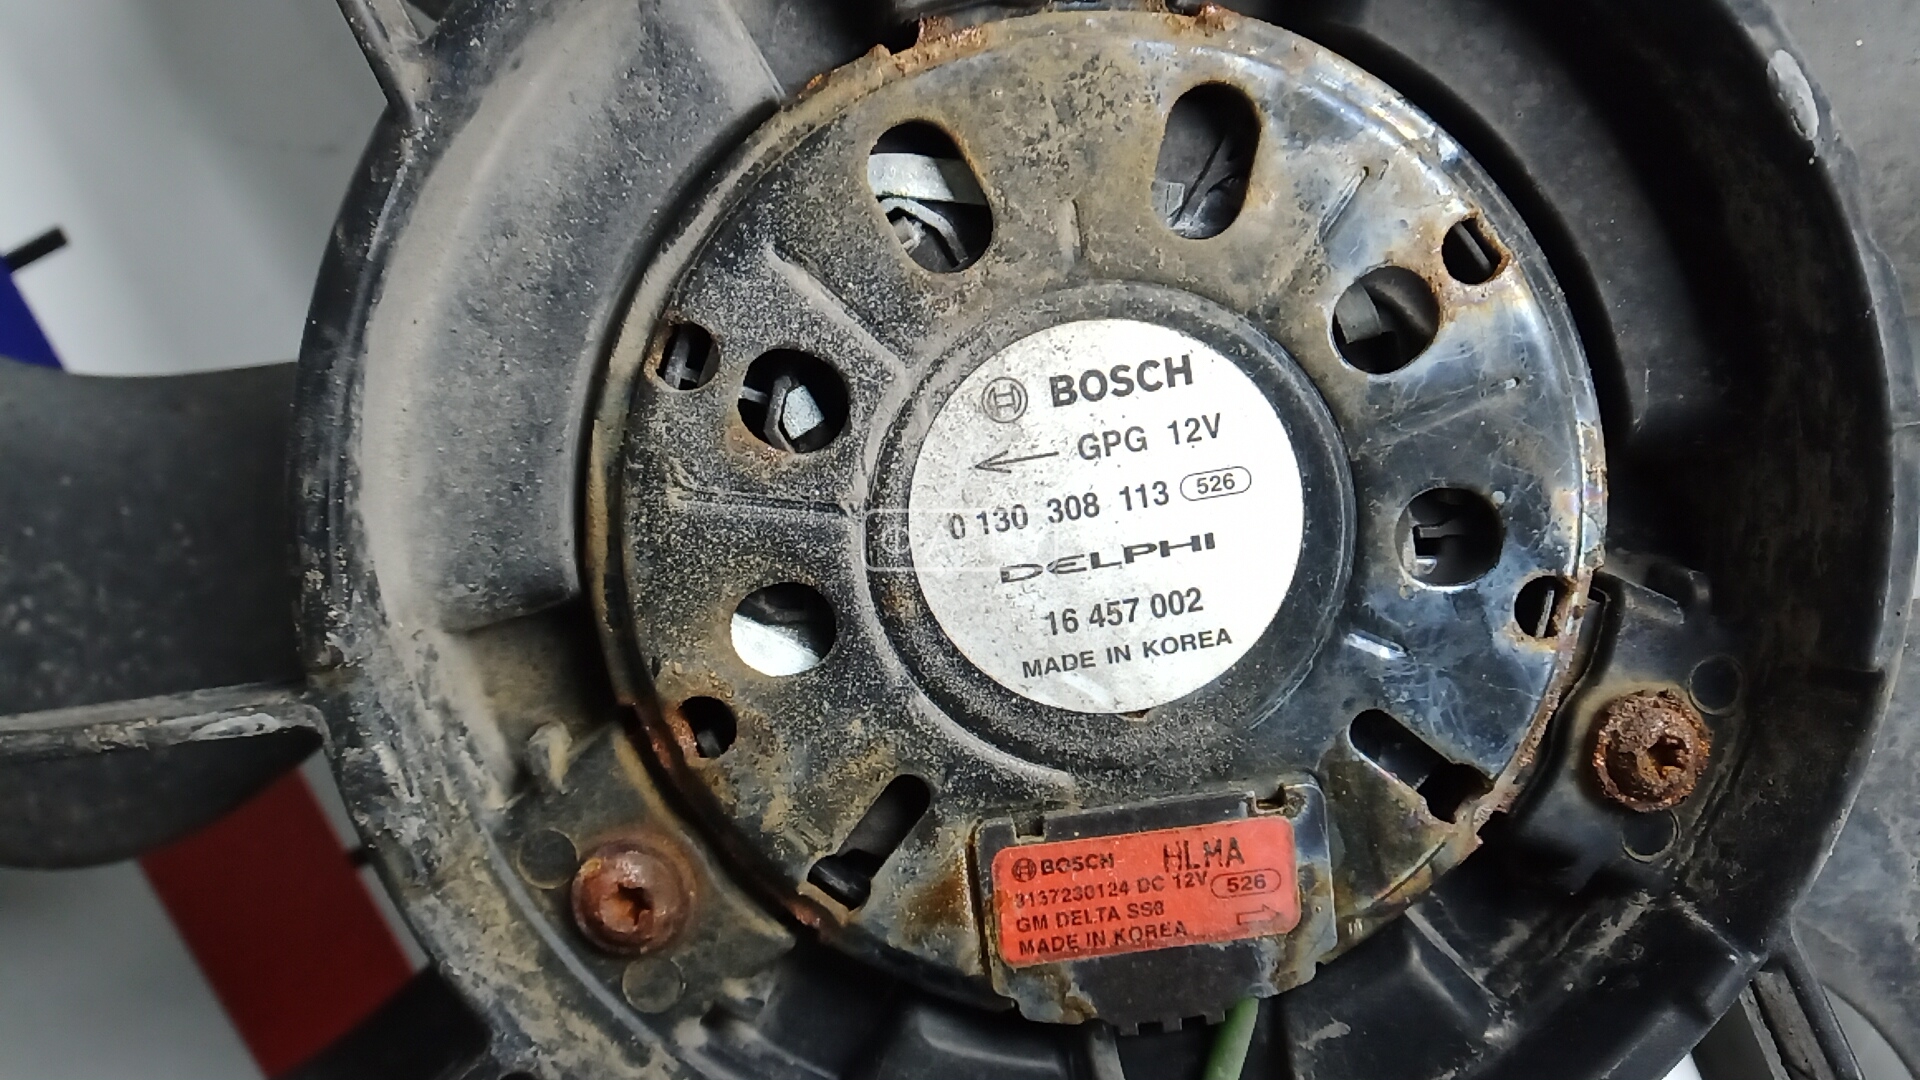 BOSCH
GPG 12V
0 130 308 113 526
DELPHI
16 457 002
MADE IN KOREA
BOSCH HLMA
3137230124 DC 12V 526
GM DELTA SS8
MADE IN KOREA